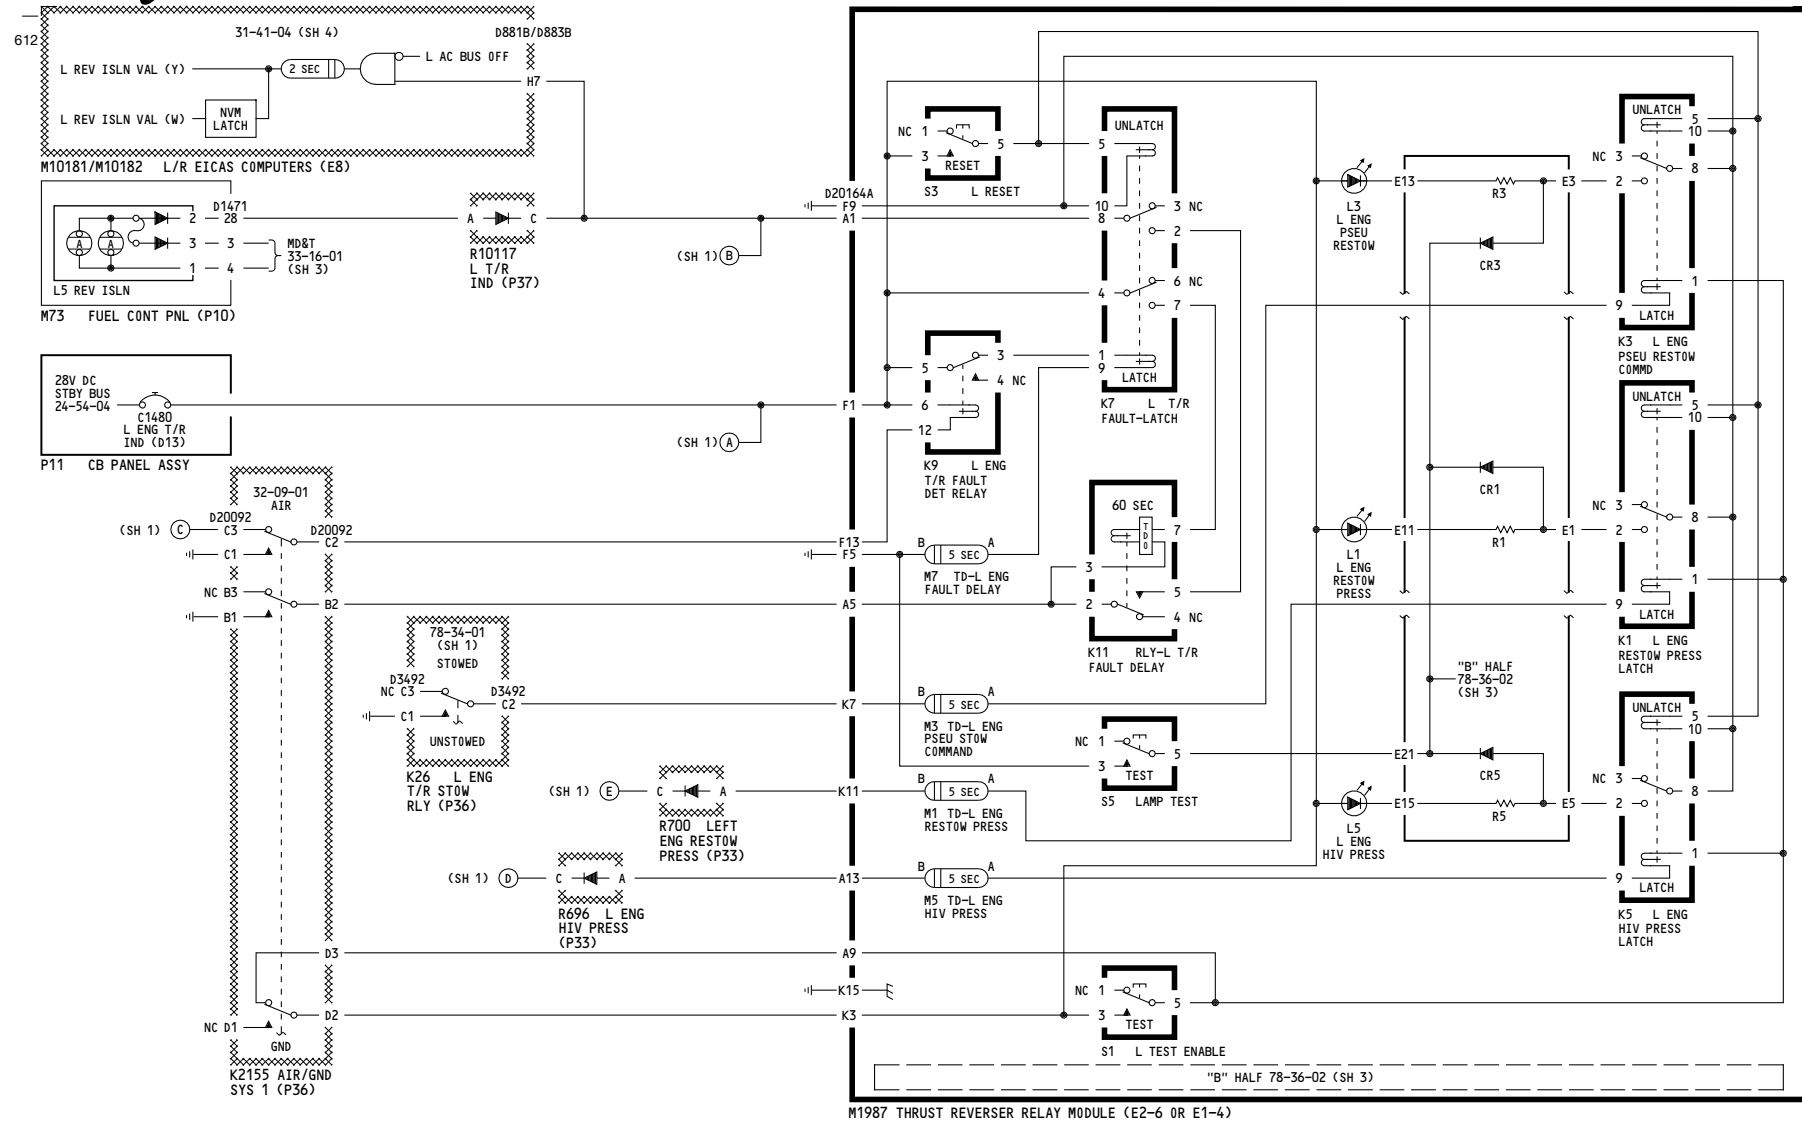 612
31-41-04 (SH 4)
D881B/D883B
L REV ISLN VAL (Y)
2 SEC
L AC BUS OFF
H7
L REV ISLN VAL (W)
NVM
LATCH
M10181/M10182 L/R EICAS COMPUTERS (E8)
D1471
2 28
3 3
1 4
A A
MD&T
33-16-01
(SH 3)
L5 REV ISLN
M73 FUEL CONT PNL (P10)
A C
R10117
L T/R
IND (P37)
(SH 1) B
28V DC
STBY BUS
24-54-04
C1480
L ENG T/R
IND (D13)
P11 CB PANEL ASSY
(SH 1) A
32-09-01
AIR
D20092
D20092
(SH 1) C C3
C2
C1
NC B3
B2
B1
78-34-01
(SH 1)
STOWED
D3492
D3492
NC C3
C2
C1
UNSTOWED
K26 L ENG
T/R STOW
RLY (P36)
(SH 1) E
C A
R700 LEFT
ENG RESTOW
PRESS (P33)
(SH 1) D
C A
R696 L ENG
HIV PRESS
(P33)
D3
D2
NC D1
GND
K2155 AIR/GND
SYS 1 (P36)
D20164A
F9
A1
F1
F13
F5
A5
K7
K11
A13
A9
K15
K3
NC 1
5
3
RESET
S3 L RESET
UNLATCH
5
10
8
3 NC
2
6 NC
4
7
1
9
LATCH
K7 L T/R
FAULT-LATCH
5
3
4 NC
6
12
K9 L ENG
T/R FAULT
DET RELAY
B A
5 SEC
M7 TD-L ENG
FAULT DELAY
60 SEC
T
D
O
7
3
5
2
4 NC
K11 RLY-L T/R
FAULT DELAY
B A
5 SEC
M3 TD-L ENG
PSEU STOW
COMMAND
NC 1
5
3
TEST
S5 LAMP TEST
B A
5 SEC
M1 TD-L ENG
RESTOW PRESS
B A
5 SEC
M5 TD-L ENG
HIV PRESS
NC 1
5
3
TEST
S1 L TEST ENABLE
L3
L ENG
PSEU
RESTOW
E13
R3
E3
CR3
CR1
L1
L ENG
RESTOW
PRESS
E11
R1
E1
"B" HALF
78-36-02
(SH 3)
E21
CR5
L5
L ENG
HIV PRESS
E15
R5
E5
UNLATCH
5
10
NC 3
8
2
1
9
LATCH
K3 L ENG
PSEU RESTOW
COMMD
UNLATCH
5
10
NC 3
8
2
1
9
LATCH
K1 L ENG
RESTOW PRESS
LATCH
UNLATCH
5
10
NC 3
8
2
1
9
LATCH
K5 L ENG
HIV PRESS
LATCH
"B" HALF 78-36-02 (SH 3)
M1987 THRUST REVERSER RELAY MODULE (E2-6 OR E1-4)